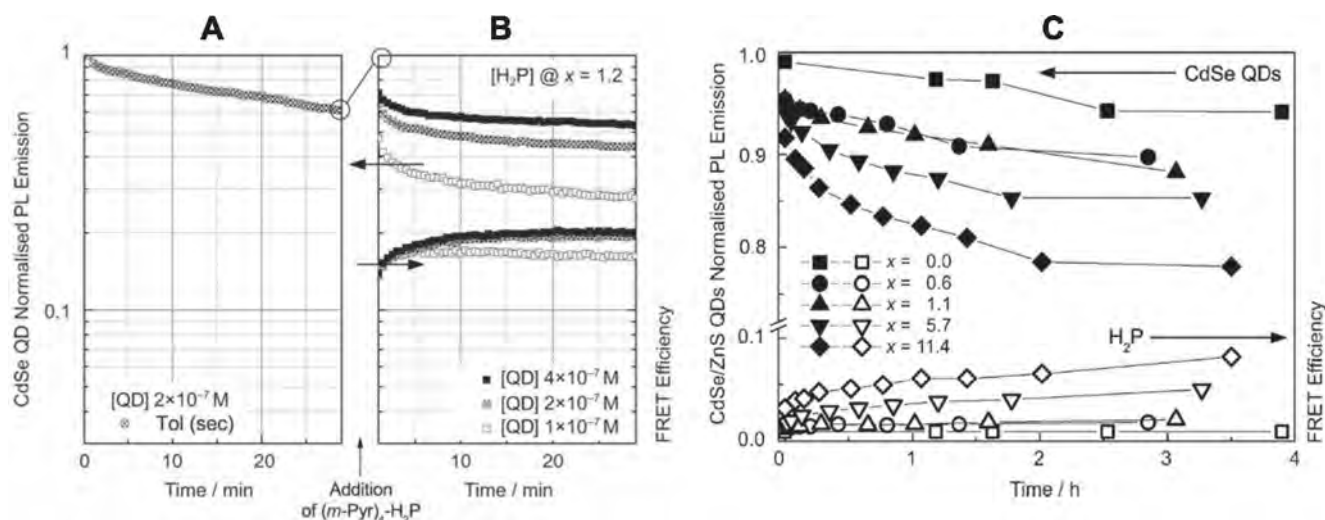 A
B
C
CdSe QD Normalised PL Emission
1
0.1
[QD] 2×10⁻⁷ M
Tol (sec)
0
10
20
Time / min
Addition
of (m-Pyr)₄-H₂P
[H₂P] @ x = 1.2
[QD] 4×10⁻⁷ M
[QD] 2×10⁻⁷ M
[QD] 1×10⁻⁷ M
10
20
Time / min
FRET Efficiency
CdSe/ZnS QDs Normalised PL Emission
1.0
0.9
0.8
0.1
0.0
CdSe QDs
x = 0.0
x = 0.6
x = 1.1
x = 5.7
x = 11.4
H₂P
0
1
2
3
4
Time / h
FRET Efficiency